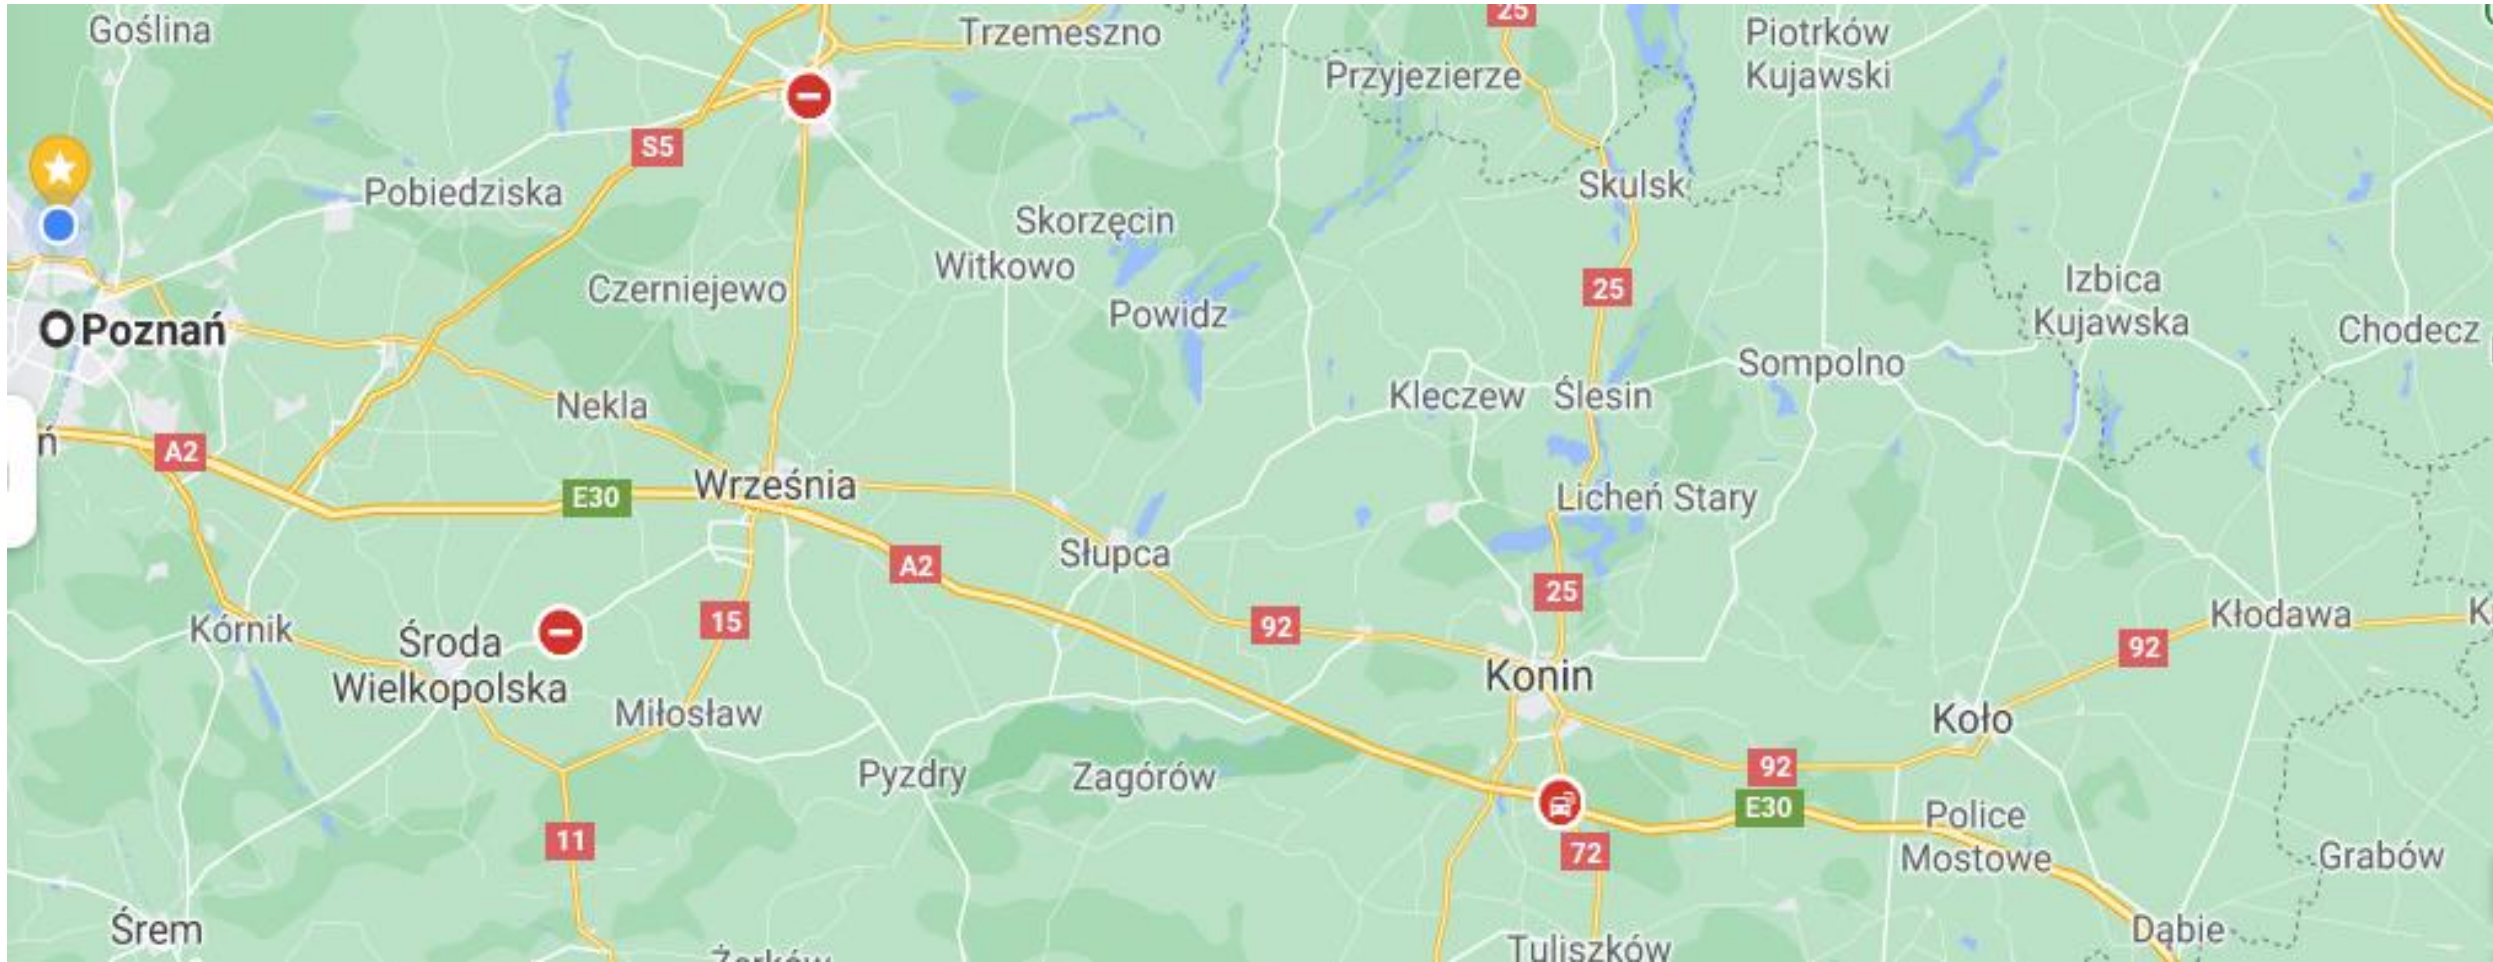 Goślina
Trzemeszno
25
Piotrków
Kujawski
Przyjezierze
S5
Pobiedziska
Skulsk
Skorzęcin
Witkowo
Czerniejewo
Powidz
25
Izbica
Kujawska
Chodecz
Poznań
Sompolno
Kleczew
Ślesin
Nekla
ń
A2
E30
Września
Licheń Stary
Słupca
A2
25
Kórnik
Środa
Wielkopolska
15
92
Kłodawa
92
Konin
Miłosław
Koło
Pyzdry
Zagórów
92
E30
Police
Mostowe
11
72
Grabów
Śrem
Dąbie
Tuliszków